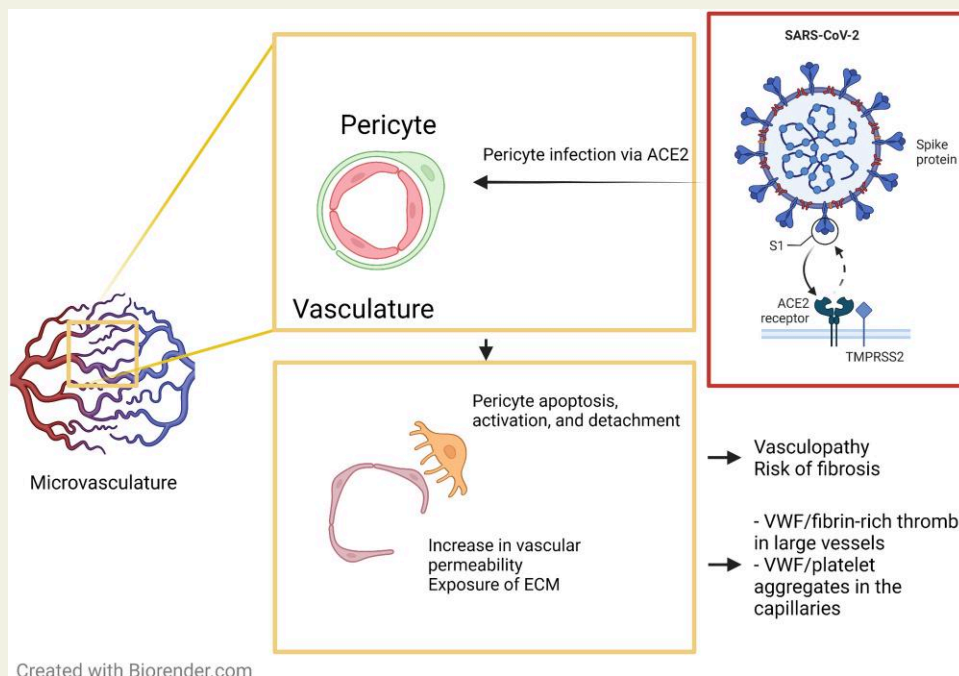 SARS-CoV-2
Spike
protein
S1
ACE2
receptor
TMPRSS2
Pericyte
Pericyte infection via ACE2
Vasculature
Microvasculature
Pericyte apoptosis,
activation, and detachment
Increase in vascular
permeability
Exposure of ECM
Vasculopathy
Risk of fibrosis
- VWF/fibrin-rich thromb
in large vessels
- VWF/platelet
aggregates in the
capillaries
Created with Biorender.com